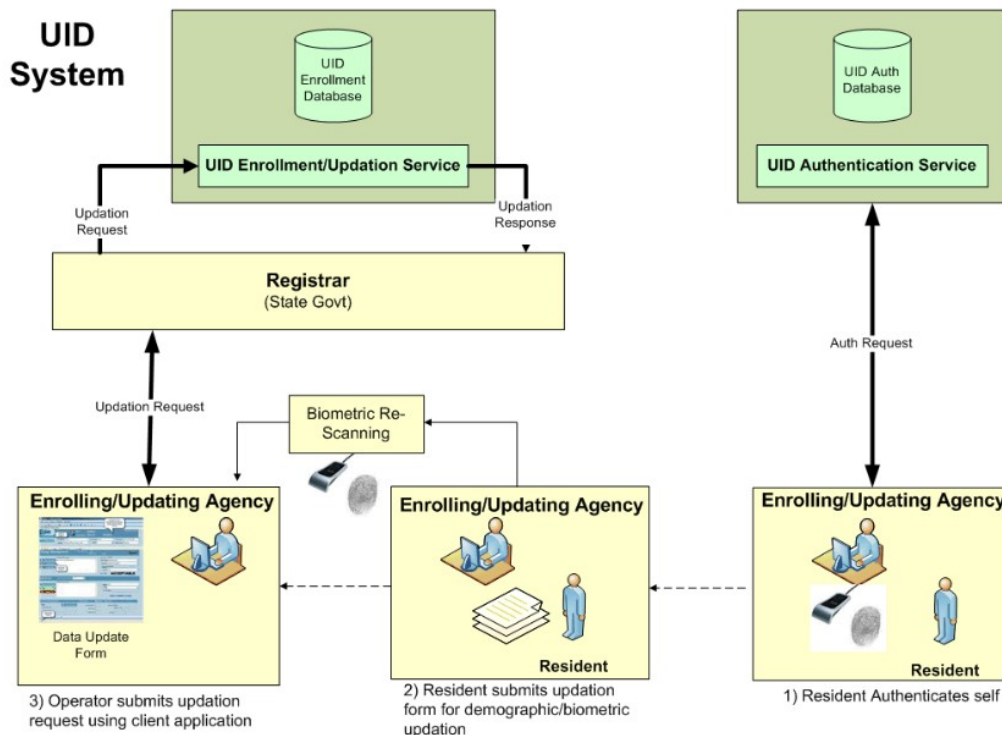 UID
System
UID
Enrollment
Database
UID Enrollment/Updation Service
UID Auth
Database
UID Authentication Service
Updation
Request
Updation
Response
Registrar
(State Govt)
Auth Request
Updation Request
Biometric Re-
Scanning
Enrolling/Updating Agency
Data Update
Form
3) Operator submits updation
request using client application
Enrolling/Updating Agency
Resident
2) Resident submits updation
form for demographic/biometric
updation
Enrolling/Updating Agency
Resident
1) Resident Authenticates self